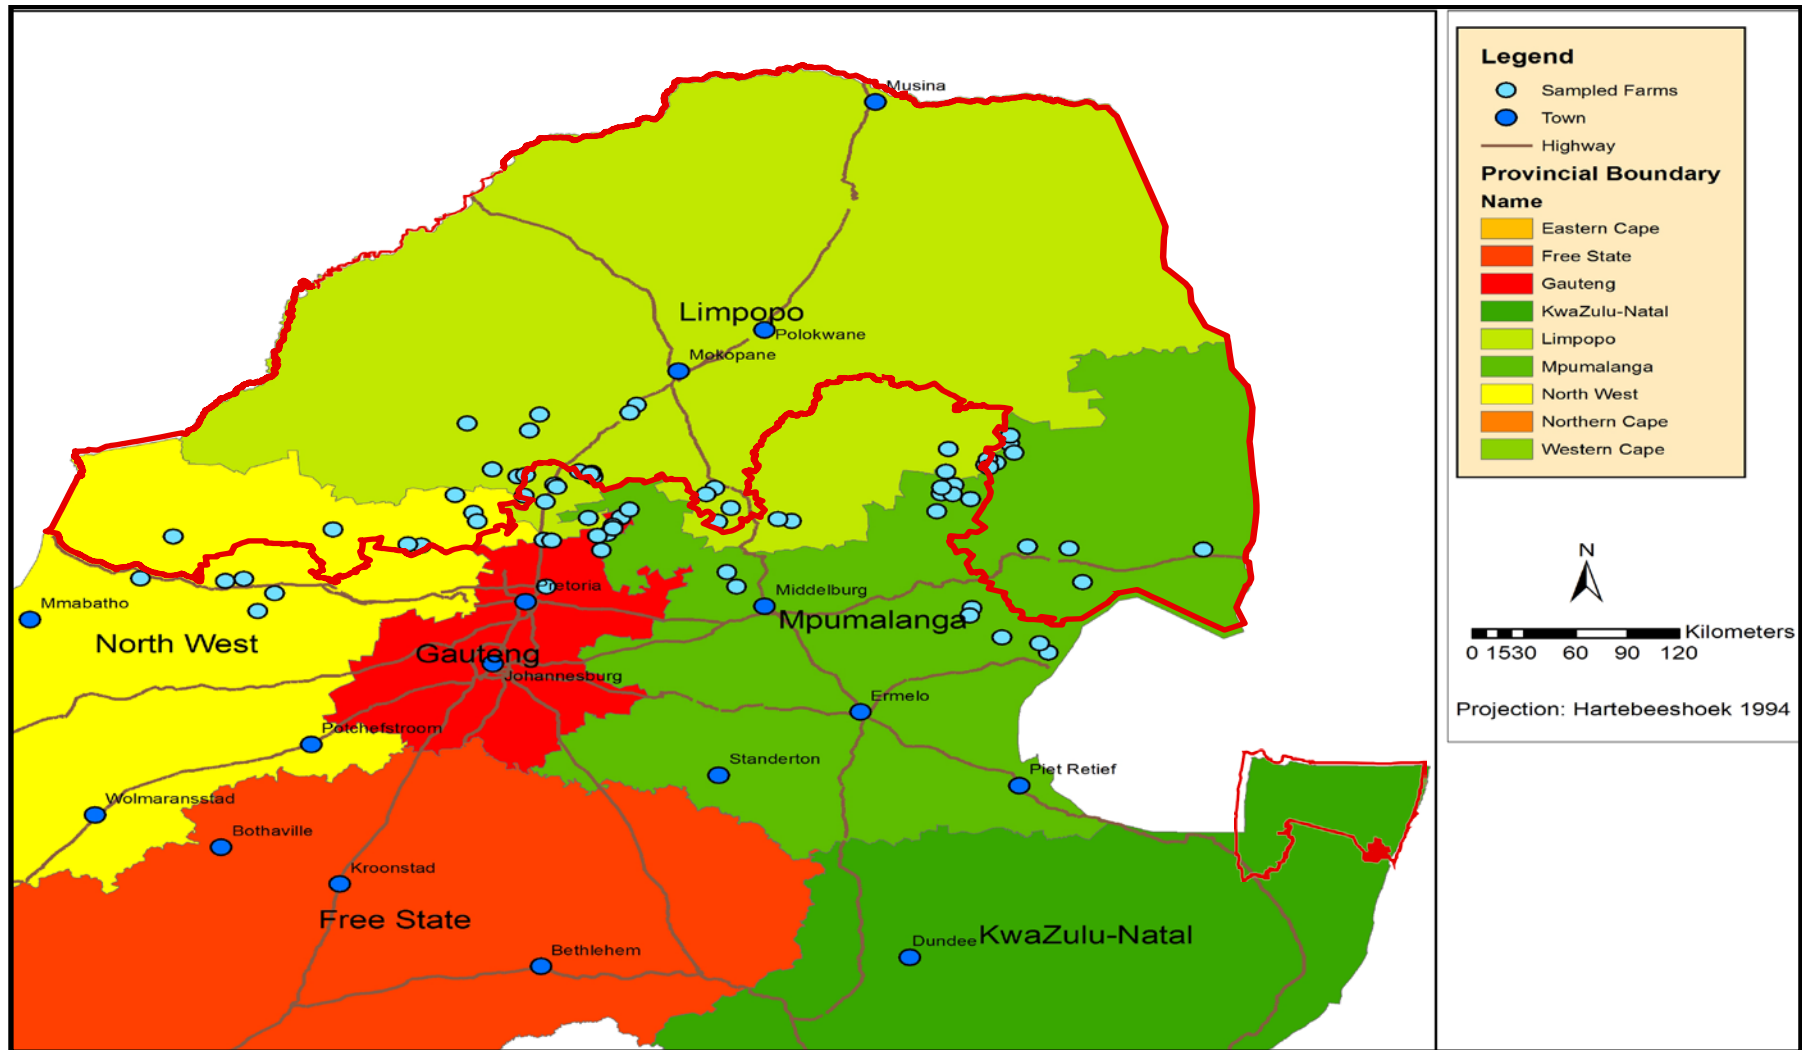 Musina
Limpopo
Polokwane
Mokopane
Mmabatho
North West
Pretoria
Middelburg
Mpumalanga
Gauteng
Johannesburg
Ermelo
Potchefstroom
Standerton
Piet Retief
Wolmaransstad
Bothaville
Kroonstad
Free State
Bethlehem
Dundee
KwaZulu-Natal
Legend
Sampled Farms
Town
Highway
Provincial Boundary
Name
Eastern Cape
Free State
Gauteng
KwaZulu-Natal
Limpopo
Mpumalanga
North West
Northern Cape
Western Cape
N
Kilometers
0 1530 60 90 120
Projection: Hartebeeshoek 1994